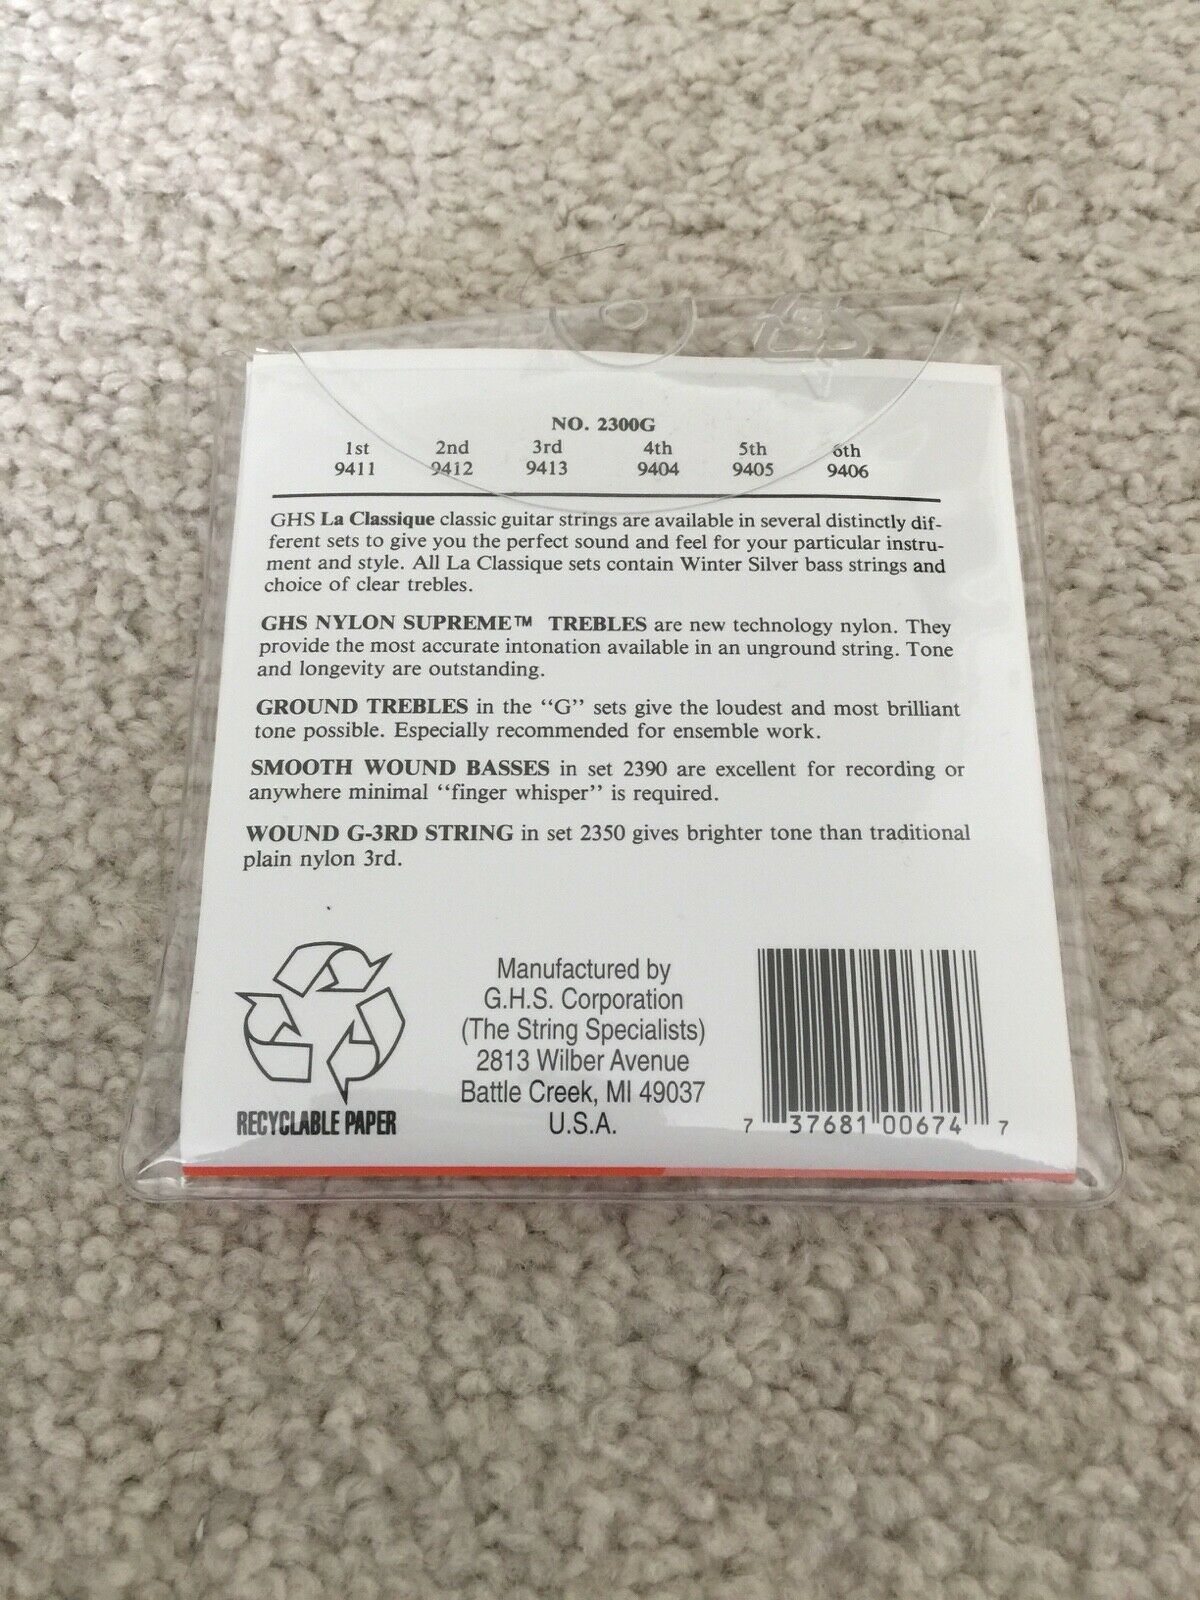 NO. 2300G
1st 2nd 3rd 4th 5th 6th
9411 9412 9413 9404 9405 9406
GHS La Classique classic guitar strings are available in several distinctly dif-
ferent sets to give you the perfect sound and feel for your particular instru-
ment and style. All La Classique sets contain Winter Silver bass strings and
choice of clear trebles.
GHS NYLON SUPREME™ TREBLES are new technology nylon. They
provide the most accurate intonation available in an unground string. Tone
and longevity are outstanding.
GROUND TREBLES in the “G” sets give the loudest and most brilliant
tone possible. Especially recommended for ensemble work.
SMOOTH WOUND BASSES in set 2390 are excellent for recording or
anywhere minimal “finger whisper” is required.
WOUND G-3RD STRING in set 2350 gives brighter tone than traditional
plain nylon 3rd.
Manufactured by
G.H.S. Corporation
(The String Specialists)
2813 Wilber Avenue
Battle Creek, MI 49037
U.S.A.
RECYCLABLE PAPER
7 37681 00674 7